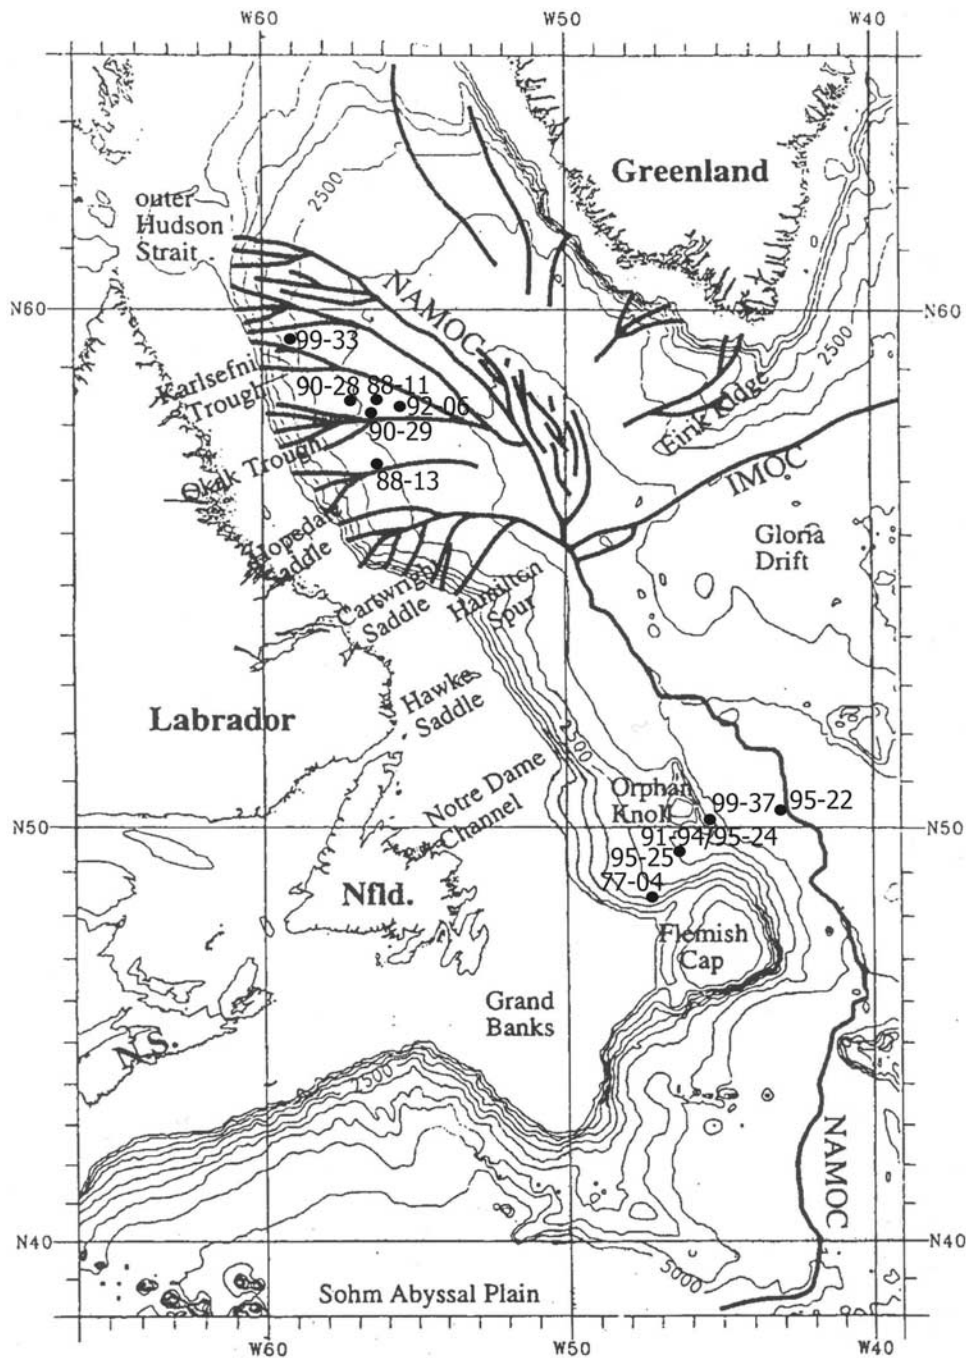 W60
W50
W40
Greenland
2500
outer
Hudson
Strait
NAMOC
N60
N60
99-33
2500
Karlsefni
Trough
90-28
88-11
92-06
90-29
Eirik Ridge
Okak Trough
88-13
IMOC
Hopedale
Saddle
Gloria
Drift
Cartwright
Saddle
Hamilton
Spur
Hawke
Saddle
Labrador
2500
Orphan
Knoll
99-37
95-22
Notre Dame
Channel
N50
N50
91-94/95-24
95-25
77-04
Nfld.
Flemish
Cap
Grand
Banks
N.S.
2500
NAMOC
N40
N40
5000
Sohm Abyssal Plain
W60
W50
W40